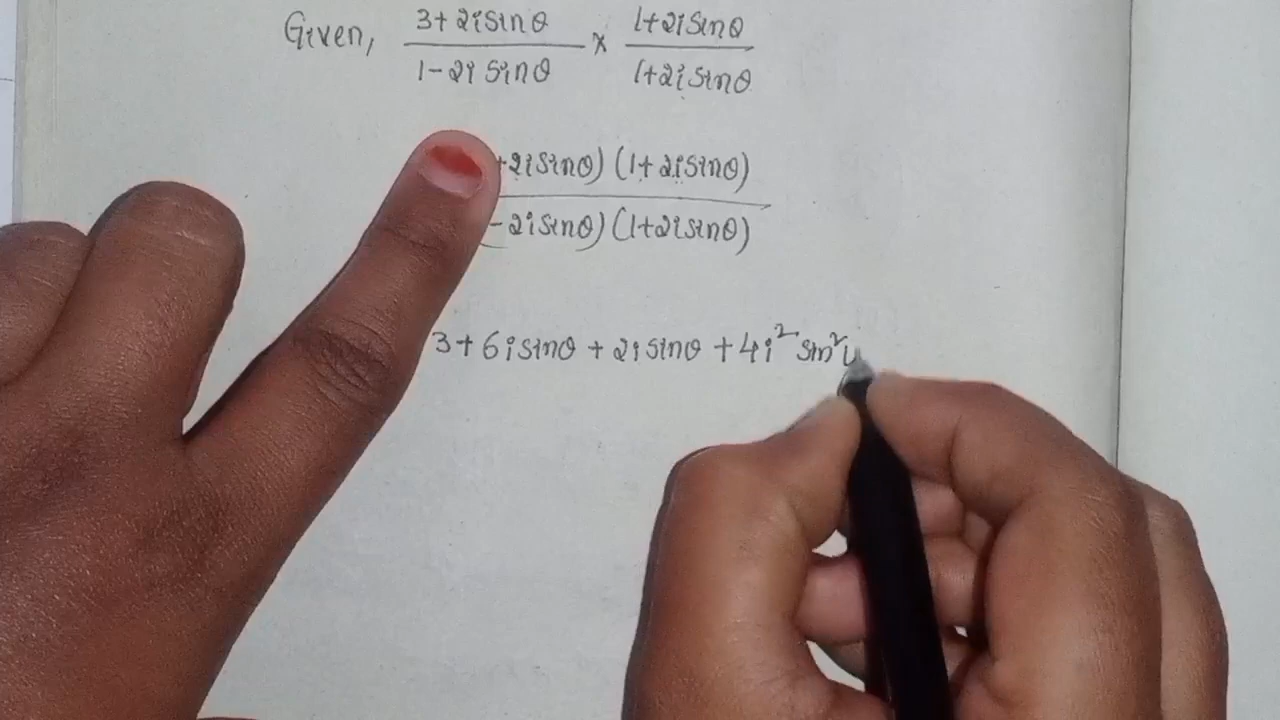 Given, 3+2isinθ / 1-2i sinθ × 1+2isinθ / 1+2isinθ
+2isinθ) (1+2isinθ)
-2isinθ) (1+2isinθ)
3+6isinθ + 2isinθ + 4i² sin²